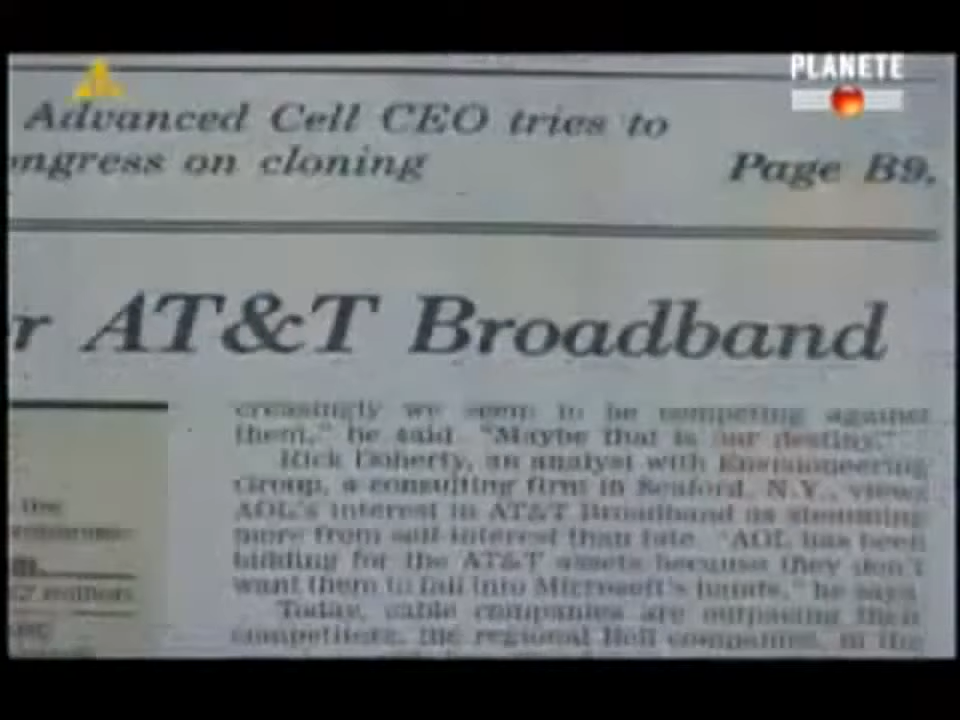 PLANETE
Advanced Cell CEO tries to
ongress on cloning
Page B9.
r AT&T Broadband
creasingly we seem to be competing against
them," he said. "Maybe that is our destiny."
Rick Doherty, an analyst with Envisioneering
Group, a consulting firm in Seaford, N.Y., views
AOL's interest in AT&T Broadband as stemming
more from self-interest than fate. "AOL has been
bidding for the AT&T assets because they don't
want them to fall into Microsoft's hands," he says.
Today, cable companies are outpacing their
competitors, the regional Bell companies, in the
the
million